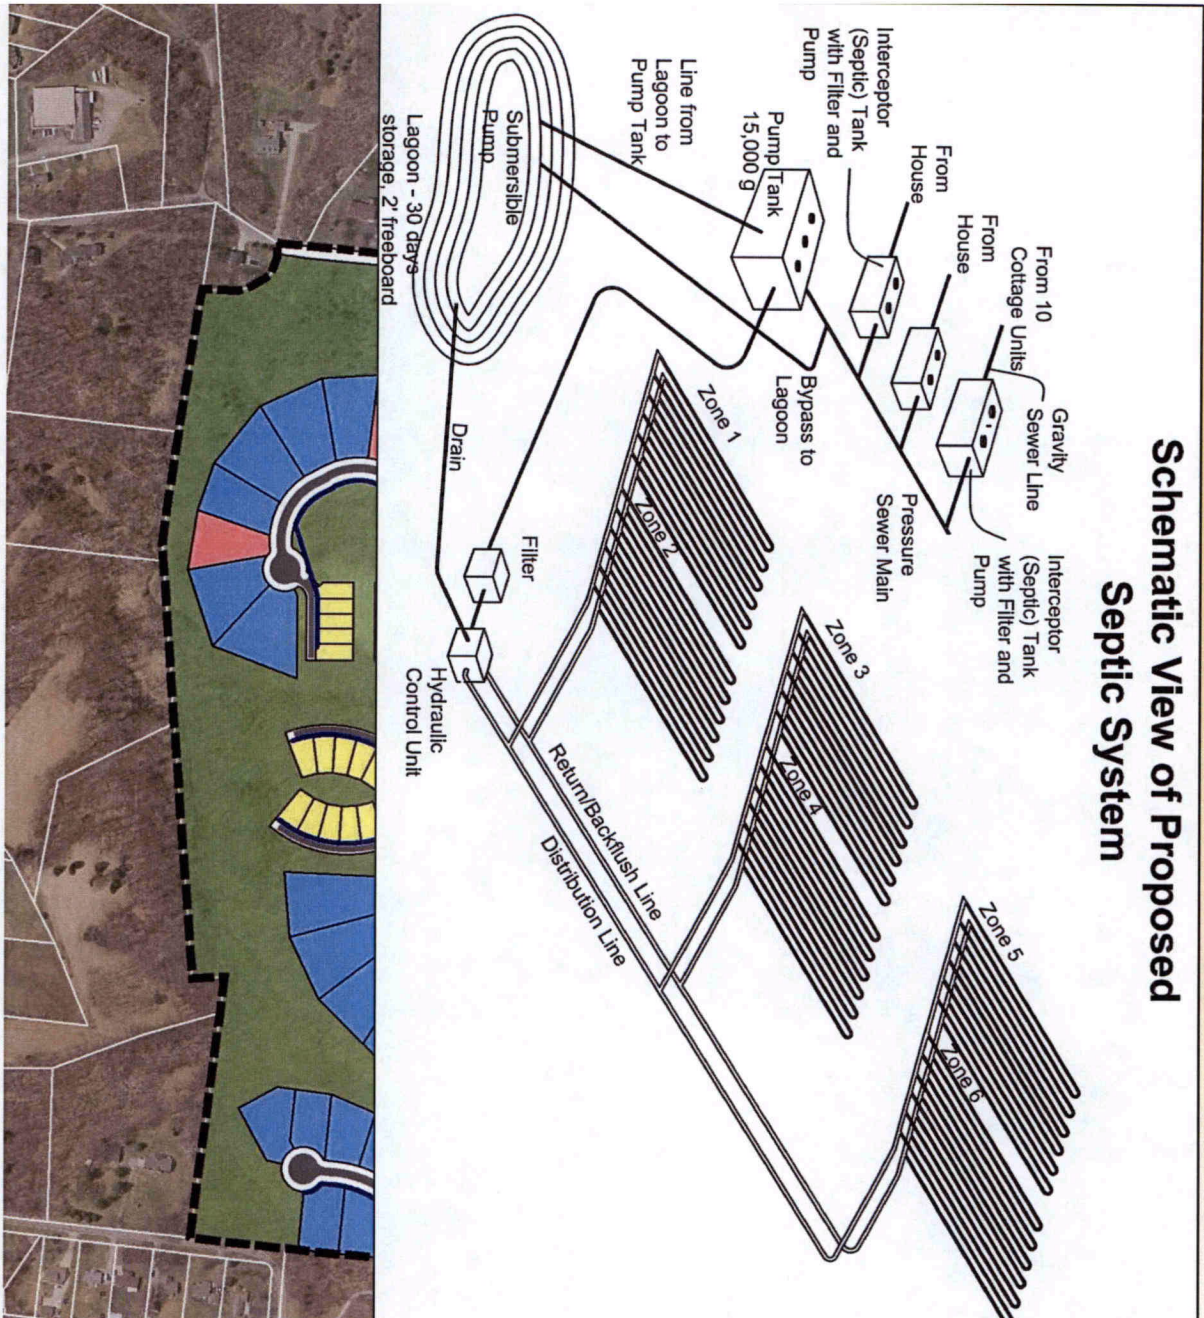 Schematic View of Proposed
Septic System
From 10
Cottage Units
Gravity
Sewer Line
Interceptor
(Septic) Tank
with Filter and
Pump
From
House
From
House
Interceptor
(Septic) Tank
with Filter and
Pump
Pressure
Sewer Main
Pump Tank
15,000 g
Bypass to
Lagoon
Line from
Lagoon to
Pump Tank
Submersible
Pump
Lagoon - 30 days
storage, 2' freeboard
Drain
Filter
Hydraulic
Control Unit
Zone 1
Zone 2
Zone 3
Zone 4
Zone 5
Zone 6
Return/Backflush Line
Distribution Line